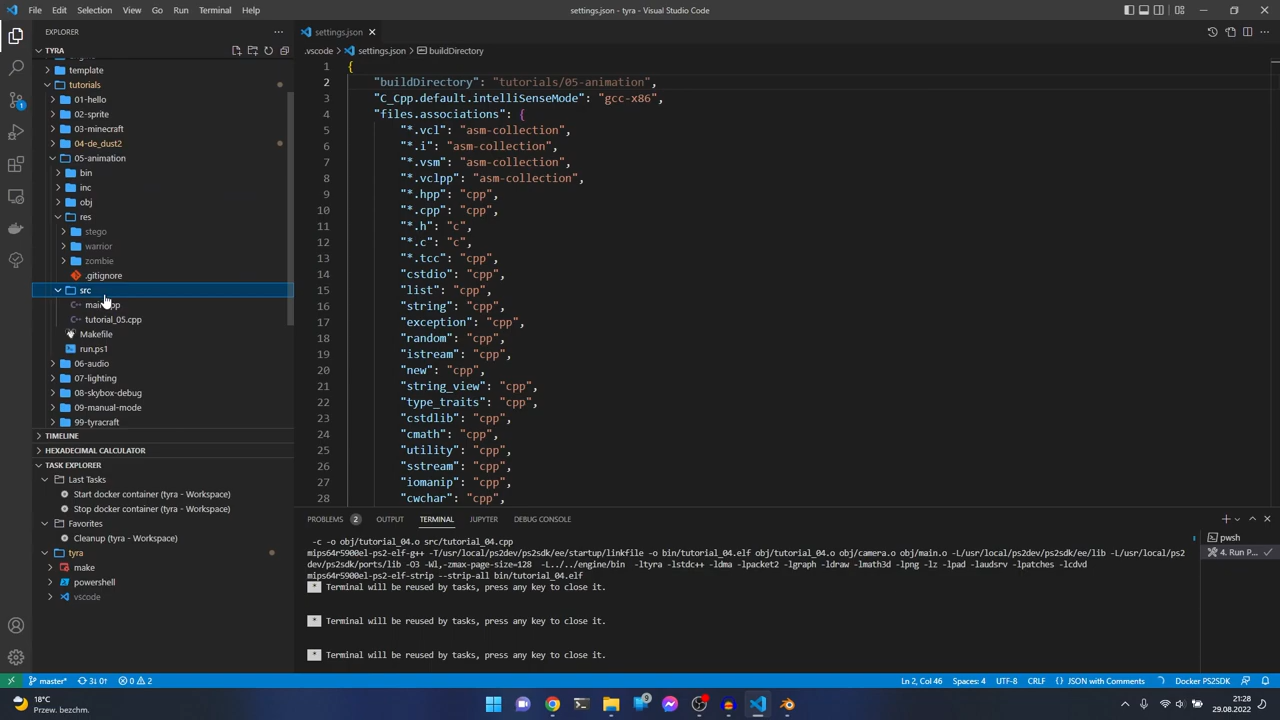 File Edit Selection View Go Run Terminal Help
settings.json - tyra - Visual Studio Code
EXPLORER
TYRA
template
tutorials
01-hello
02-sprite
03-minecraft
04-de_dust2
05-animation
bin
inc
obj
res
stego
warrior
zombie
.gitignore
src
main.cpp
tutorial_05.cpp
Makefile
run.ps1
06-audio
07-lighting
08-skybox-debug
09-manual-mode
99-tyracraft
TIMELINE
HEXADECIMAL CALCULATOR
TASK EXPLORER
Last Tasks
Start docker container (tyra - Workspace)
Stop docker container (tyra - Workspace)
Favorites
Cleanup (tyra - Workspace)
tyra
make
powershell
vscode
settings.json
.vscode > settings.json > buildDirectory
1 {
2 "buildDirectory": "tutorials/05-animation",
3 "C_Cpp.default.intelliSenseMode": "gcc-x86",
4 "files.associations": {
5 "*.vcl": "asm-collection",
6 "*.i": "asm-collection",
7 "*.vsm": "asm-collection",
8 "*.vclpp": "asm-collection",
9 "*.hpp": "cpp",
10 "*.cpp": "cpp",
11 "*.h": "c",
12 "*.c": "c",
13 "*.tcc": "cpp",
14 "cstdio": "cpp",
15 "list": "cpp",
16 "string": "cpp",
17 "exception": "cpp",
18 "random": "cpp",
19 "istream": "cpp",
20 "new": "cpp",
21 "string_view": "cpp",
22 "type_traits": "cpp",
23 "cstdlib": "cpp",
24 "cmath": "cpp",
25 "utility": "cpp",
26 "sstream": "cpp",
27 "iomanip": "cpp",
28 "cwchar": "cpp",
PROBLEMS 2 OUTPUT TERMINAL JUPYTER DEBUG CONSOLE
-c -o obj/tutorial_04.o src/tutorial_04.cpp
mips64r5900el-ps2-elf-g++ -T/usr/local/ps2dev/ps2sdk/ee/startup/linkfile -o bin/tutorial_04.elf obj/tutorial_04.o obj/camera.o obj/main.o -L/usr/local/ps2dev/ps2sdk/ee/lib -L/usr/local/ps2
dev/ps2sdk/ports/lib -O3 -Wl,-zmax-page-size=128 -L../../engine/bin -ltyra -lstdc++ -ldma -lpacket2 -lgraph -ldraw -lmath3d -lpng -lz -lpad -laudsrv -lpatches -lcdvd
mips64r5900el-ps2-elf-strip --strip-all bin/tutorial_04.elf
* Terminal will be reused by tasks, press any key to close it.
* Terminal will be reused by tasks, press any key to close it.
* Terminal will be reused by tasks, press any key to close it.
pwsh
4. Run P...
master* 3↓ 0↑ 0 2
Ln 2, Col 46 Spaces: 4 UTF-8 CRLF {} JSON with Comments Docker PS2SDK
18°C
Przew. bezchm.
21:28
29.08.2022